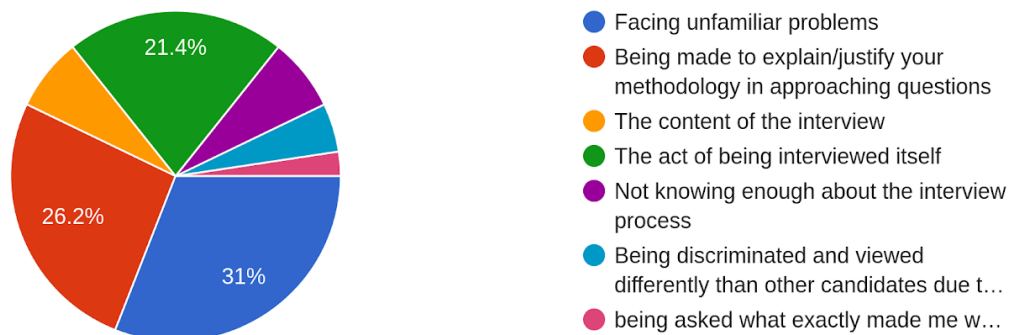 21.4%
26.2%
31%
Facing unfamiliar problems
Being made to explain/justify your
methodology in approaching questions
The content of the interview
The act of being interviewed itself
Not knowing enough about the interview
process
Being discriminated and viewed
differently than other candidates due t…
being asked what exactly made me w…